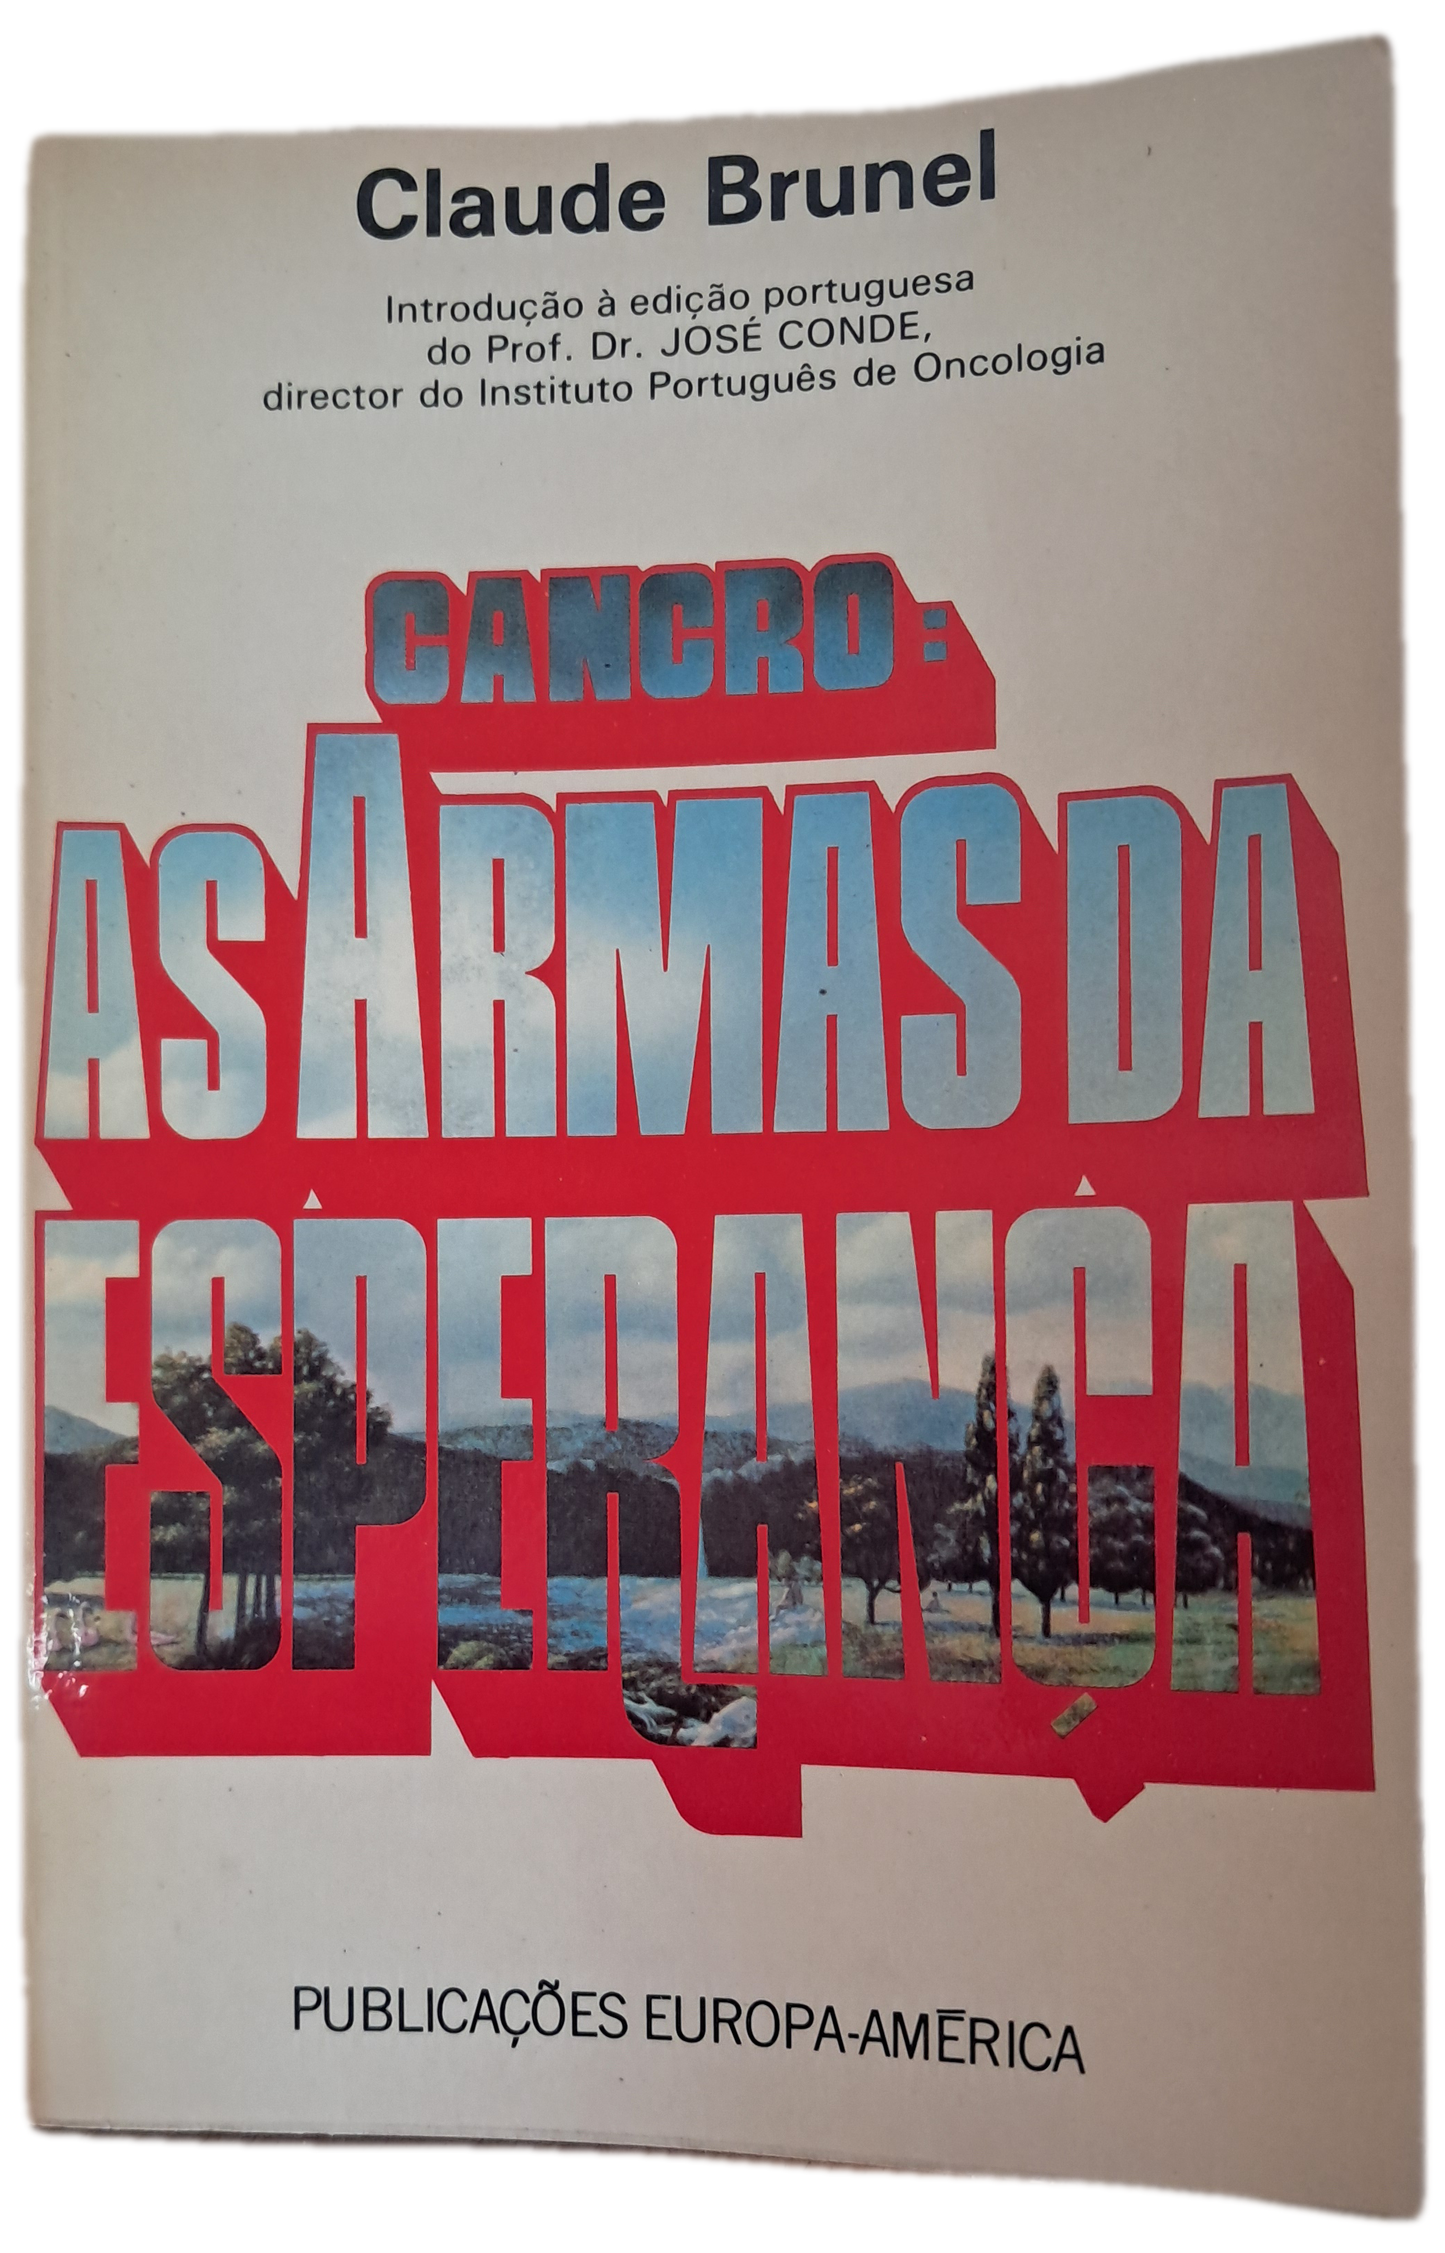 Claude Brunel
Introdução à edição portuguesa
do Prof. Dr. JOSÉ CONDE,
director do Instituto Português de Oncologia
CANCRO:
AS ARMAS DA
ESPERANÇA
PUBLICAÇÕES EUROPA-AMÉRICA